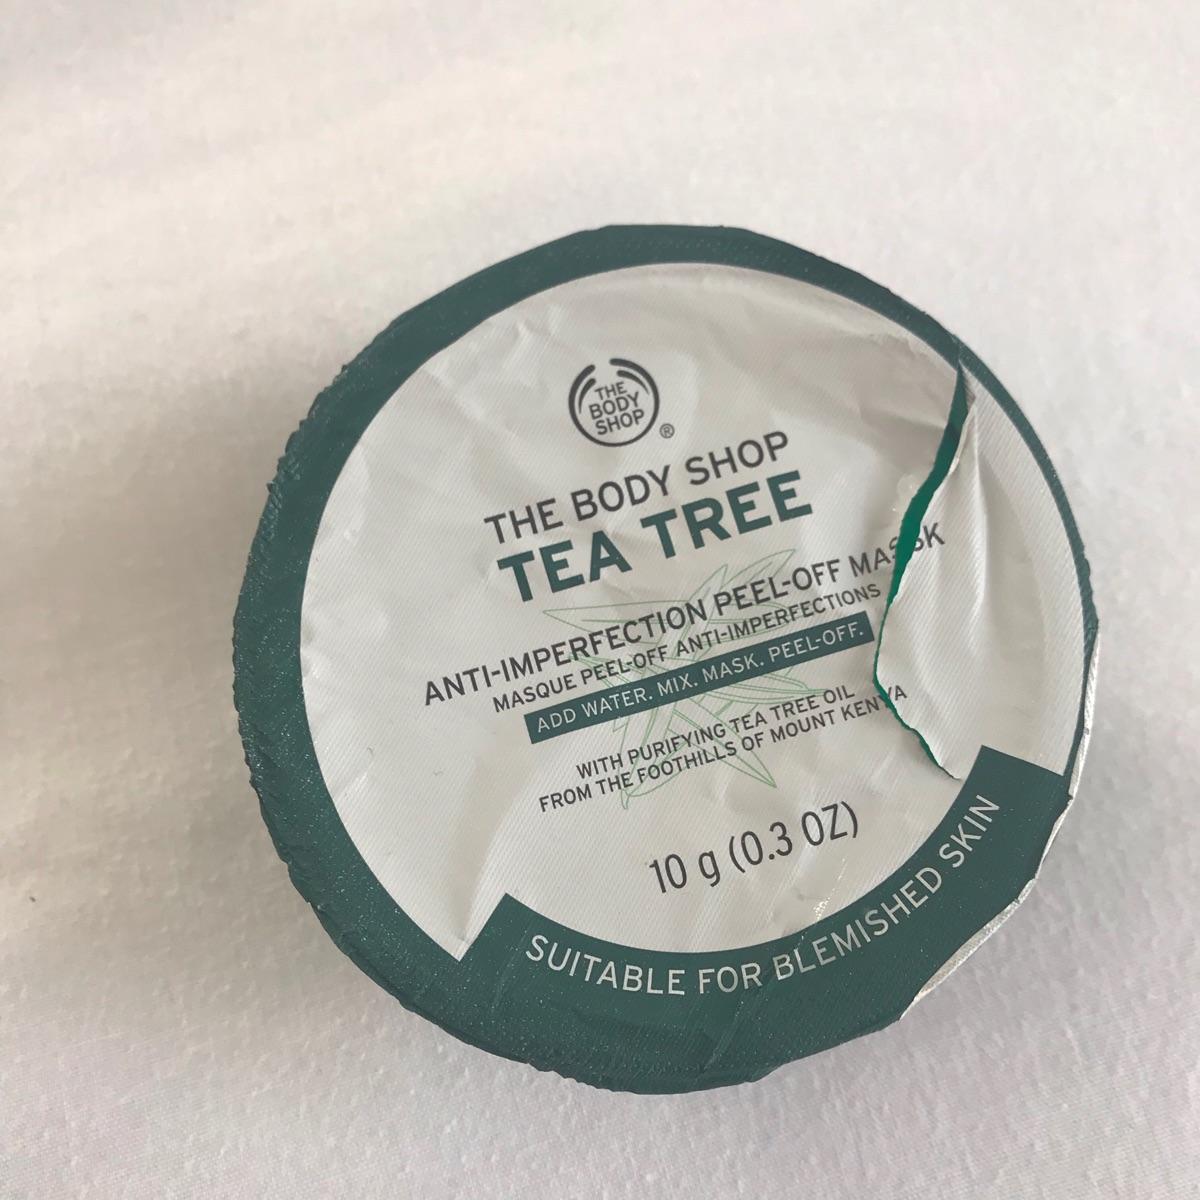 THE
BODY
SHOP
®
THE BODY SHOP
TEA TREE
ANTI-IMPERFECTION PEEL-OFF MASK
MASQUE PEEL-OFF ANTI-IMPERFECTIONS
ADD WATER. MIX. MASK. PEEL-OFF.
WITH PURIFYING TEA TREE OIL
FROM THE FOOTHILLS OF MOUNT KENYA
10 g (0.3 OZ)
SUITABLE FOR BLEMISHED SKIN